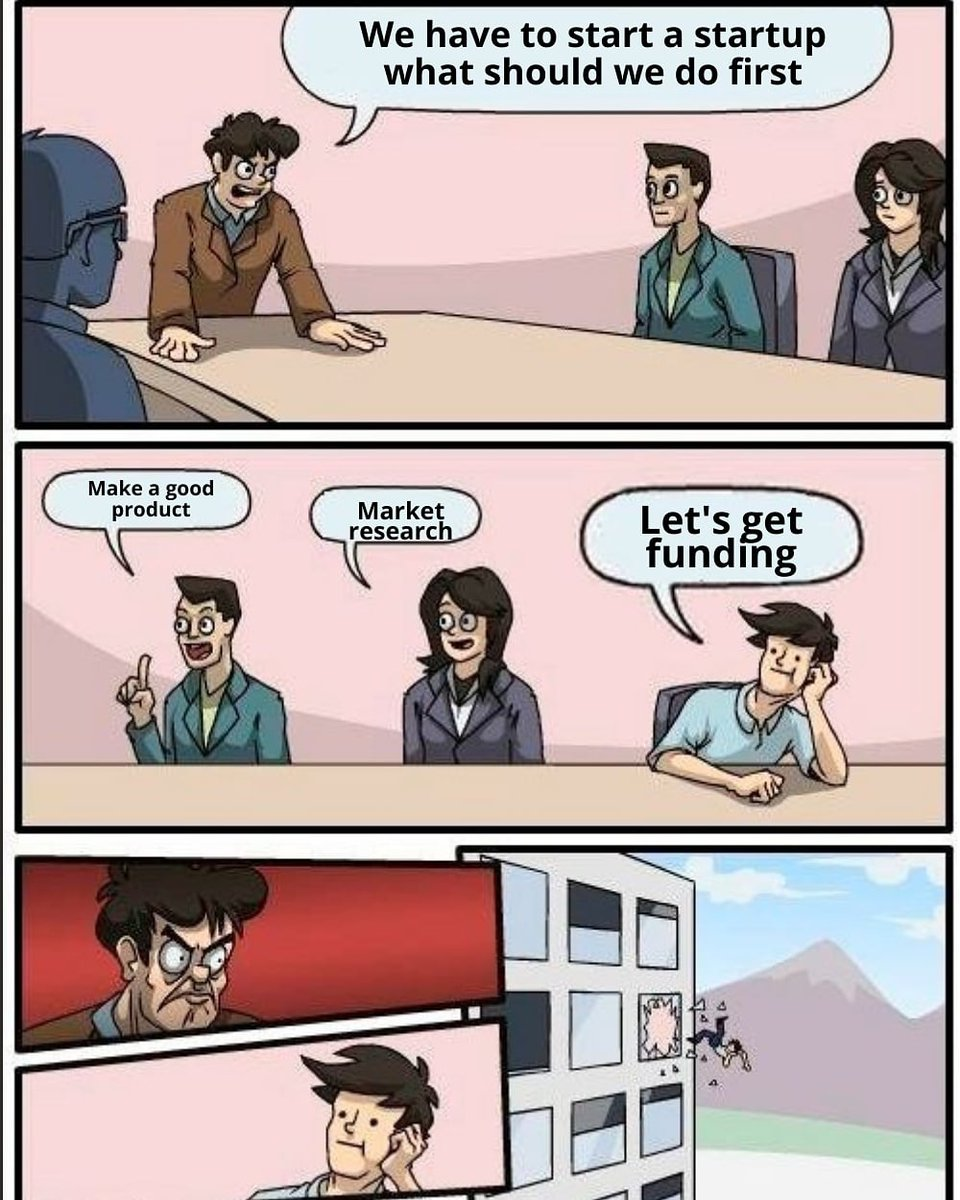 We have to start a startup
what should we do first
Make a good
product
Market
research
Let's get
funding